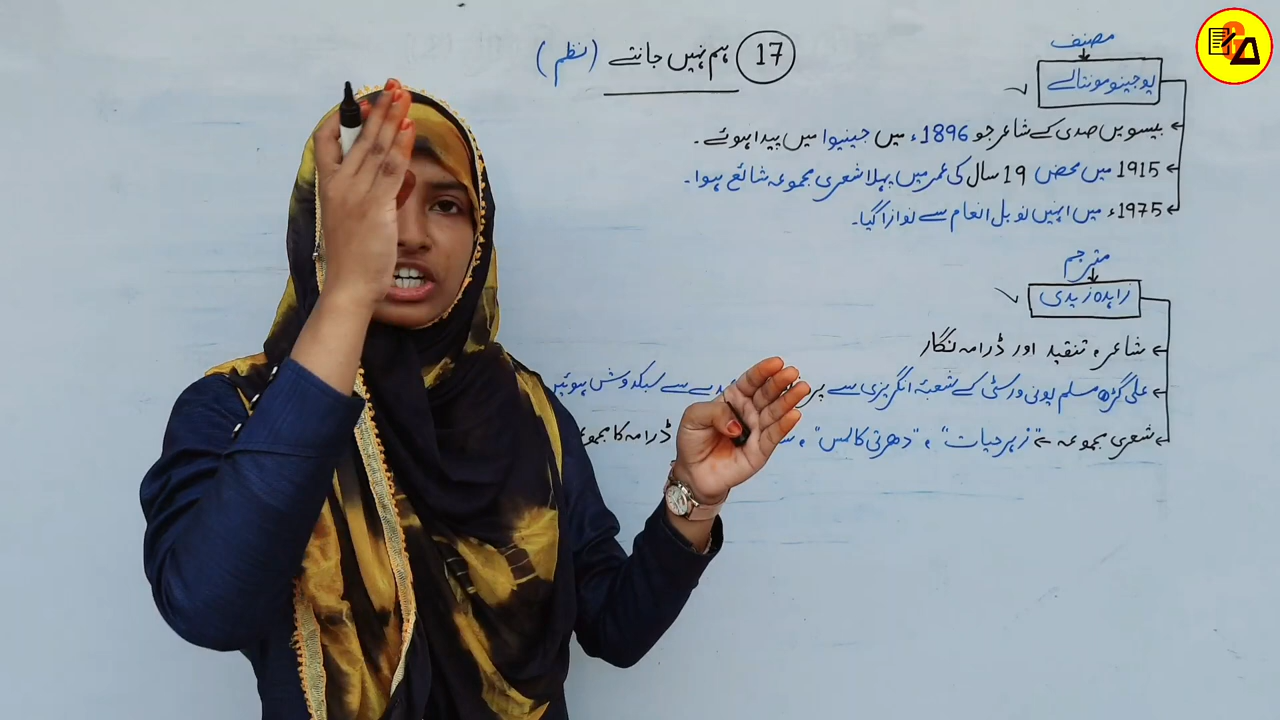 17 ہم نہیں جانتے (نظم)
مصنف
یوجینو مونتالے
بیسویں صدی کے شاعر جو 1896ء میں جینیوا میں پیدا ہوئے۔
1915 میں محض 19 سال کی عمر میں پہلا شعری مجموعہ شائع ہوا۔
1975ء میں انہیں نوبل انعام سے نوازا گیا۔
مترجم
زاہدہ زیدی
شاعرہ، تنقید اور ڈرامہ نگار
علی گڑھ مسلم یونی ورسٹی کے شعبۂ انگریزی سے سے سبکدوش ہوئیں
شعری مجموعہ "زہر حیات"، "دھرتی کا لمس"، ڈرامہ کا